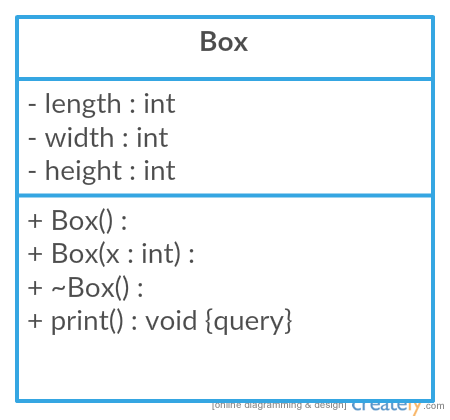 Box
- length : int
- width : int
- height : int
+ Box() :
+ Box(x : int) :
+ ~Box() :
+ print() : void {query}
[online diagramming & design] creately.com